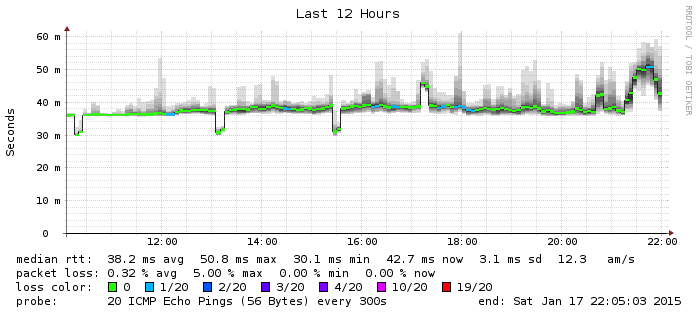 Last 12 Hours
RRDTOOL / TOBI OETIKER
Seconds
60 m
50 m
40 m
30 m
20 m
10 m
0
12:00 14:00 16:00 18:00 20:00 22:00
median rtt: 38.2 ms avg 50.8 ms max 30.1 ms min 42.7 ms now 3.1 ms sd 12.3 am/s
packet loss: 0.32 % avg 5.00 % max 0.00 % min 0.00 % now
loss color: 0 1/20 2/20 3/20 4/20 10/20 19/20
probe: 20 ICMP Echo Pings (56 Bytes) every 300s end: Sat Jan 17 22:05:03 2015